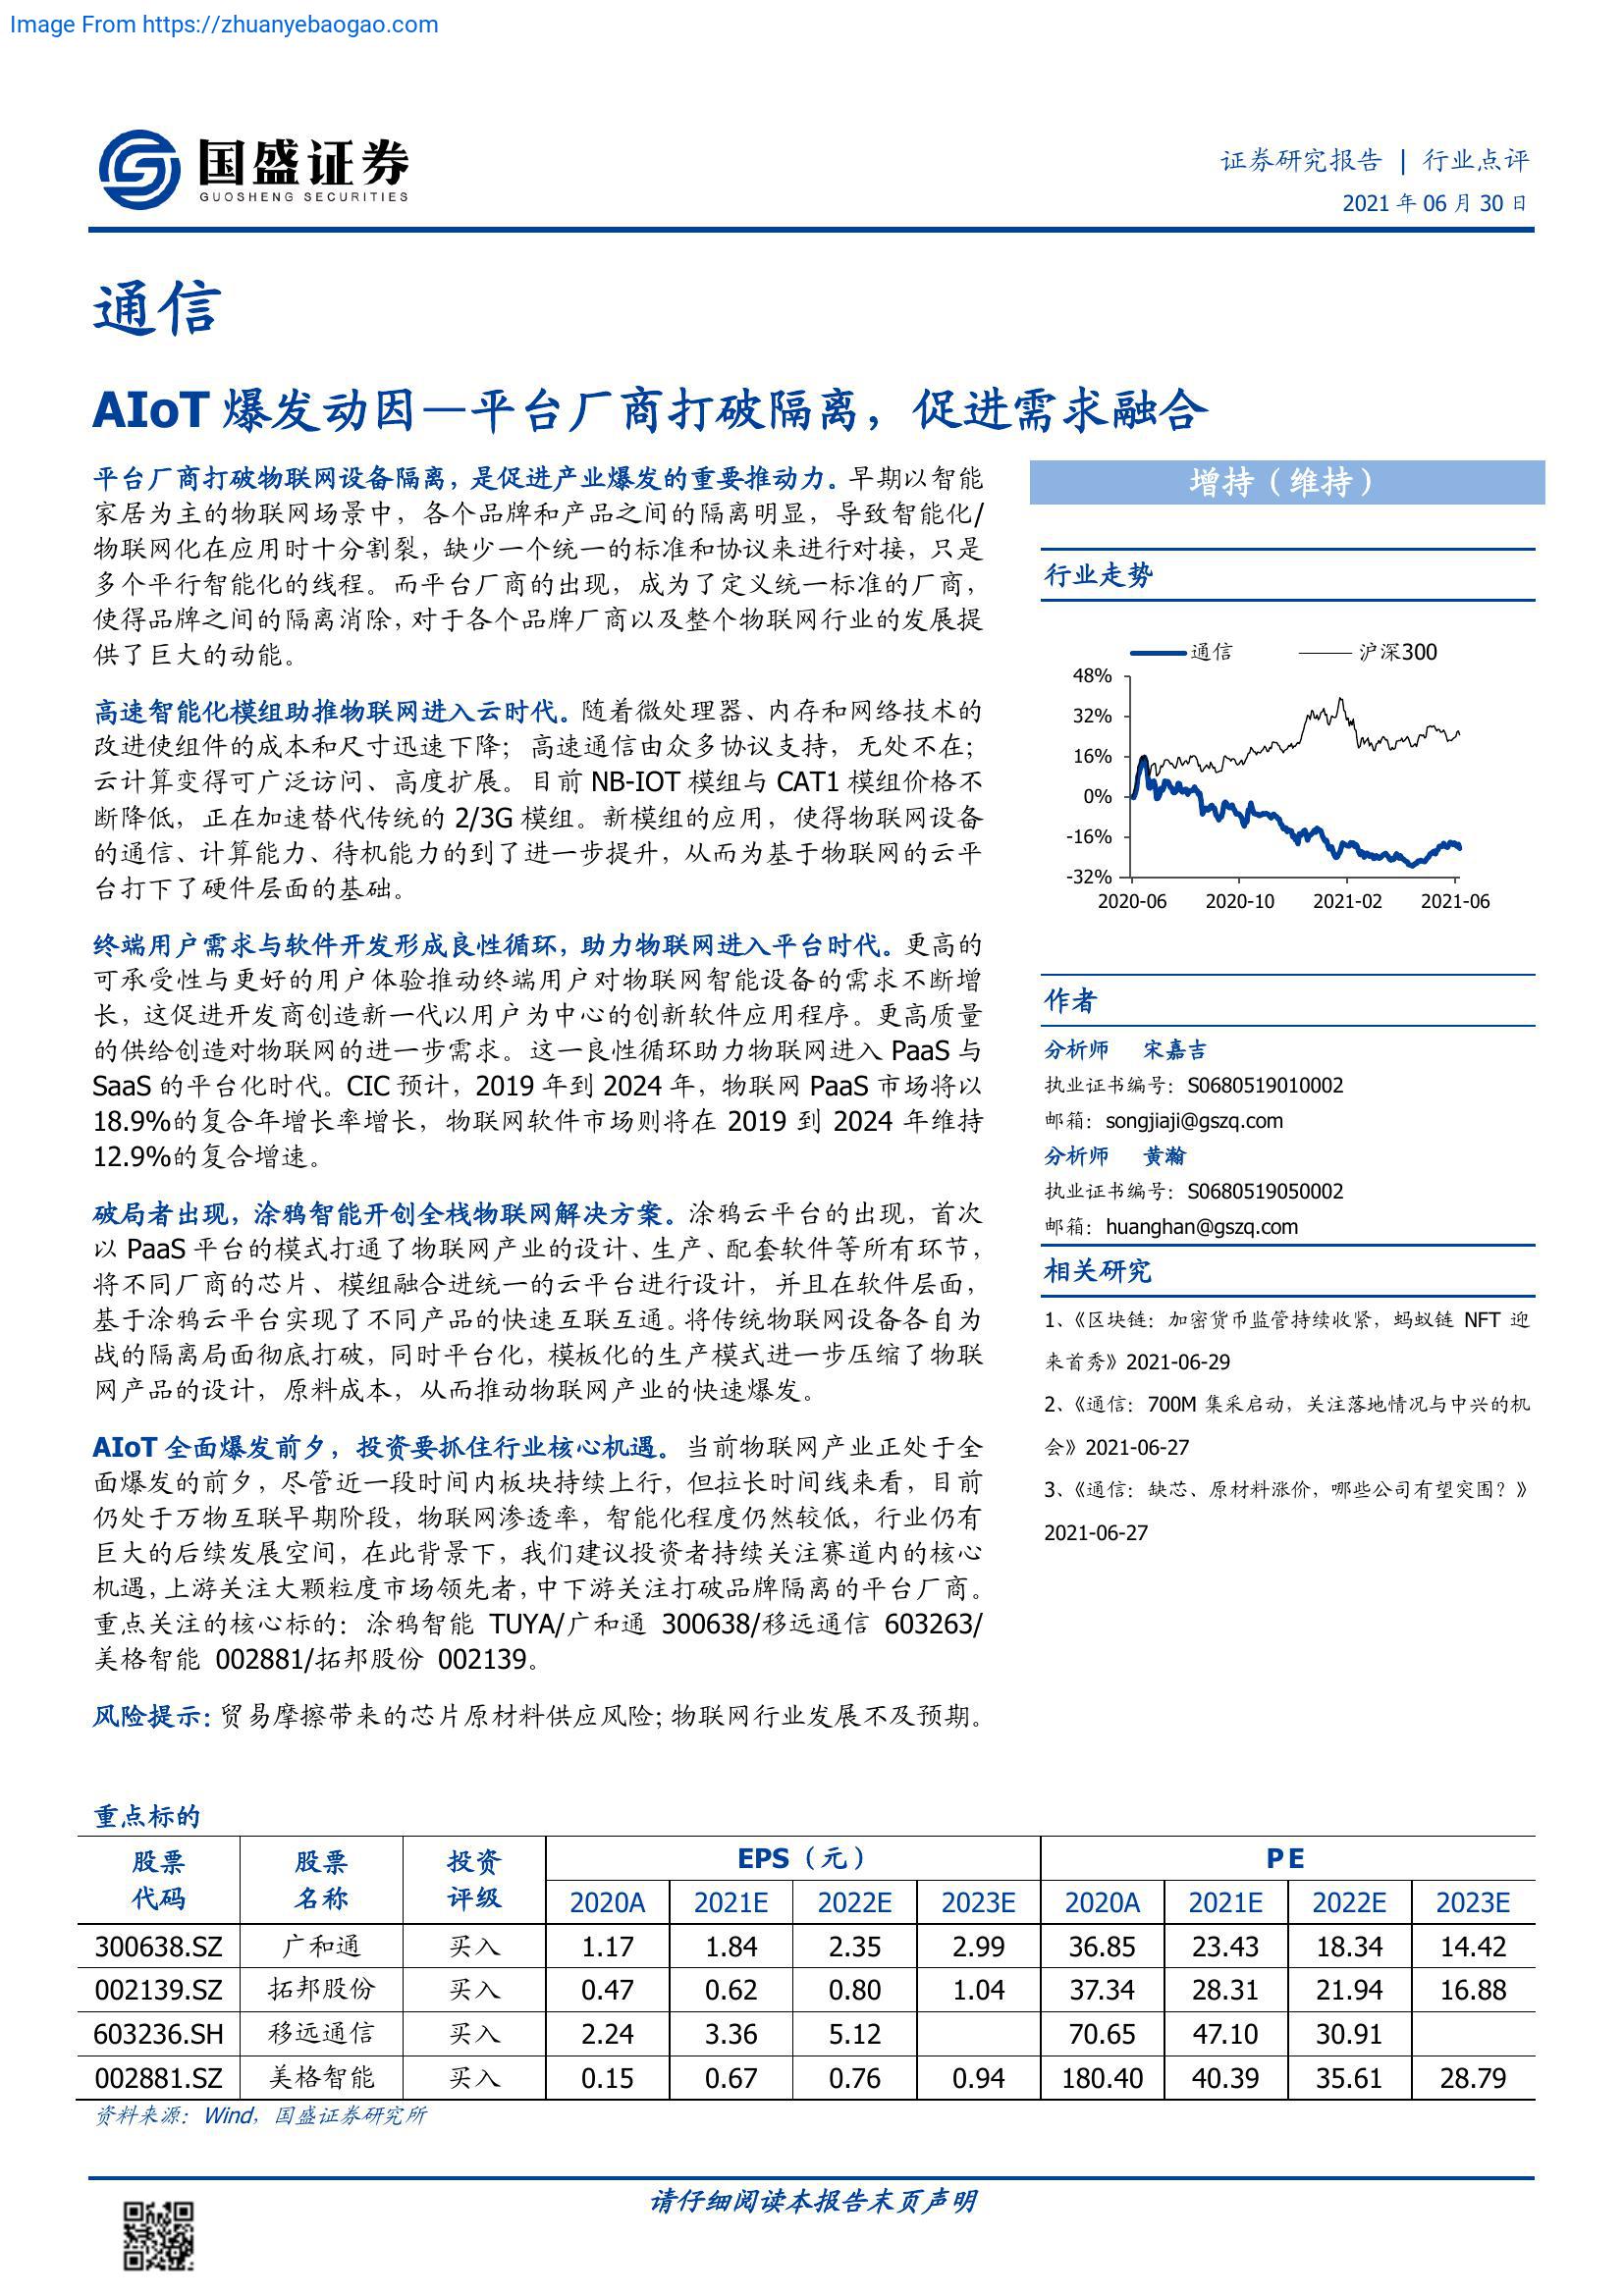 Image From https://zhuanyebaogao.com
国盛证券
GUOSHENG SECURITIES
证券研究报告 | 行业点评
2021 年 06 月 30 日
通信
AIoT 爆发动因—平台厂商打破隔离，促进需求融合
平台厂商打破物联网设备隔离，是促进产业爆发的重要推动力。早期以智能
家居为主的物联网场景中，各个品牌和产品之间的隔离明显，导致智能化/
物联网化在应用时十分割裂，缺少一个统一的标准和协议来进行对接，只是
多个平行智能化的线程。而平台厂商的出现，成为了定义统一标准的厂商，
使得品牌之间的隔离消除，对于各个品牌厂商以及整个物联网行业的发展提
供了巨大的动能。
高速智能化模组助推物联网进入云时代。随着微处理器、内存和网络技术的
改进使组件的成本和尺寸迅速下降；高速通信由众多协议支持，无处不在；
云计算变得可广泛访问、高度扩展。目前 NB-IOT 模组与 CAT1 模组价格不
断降低，正在加速替代传统的 2/3G 模组。新模组的应用，使得物联网设备
的通信、计算能力、待机能力的到了进一步提升，从而为基于物联网的云平
台打下了硬件层面的基础。
终端用户需求与软件开发形成良性循环，助力物联网进入平台时代。更高的
可承受性与更好的用户体验推动终端用户对物联网智能设备的需求不断增
长，这促进开发商创造新一代以用户为中心的创新软件应用程序。更高质量
的供给创造对物联网的进一步需求。这一良性循环助力物联网进入 PaaS 与
SaaS 的平台化时代。CIC 预计，2019 年到 2024 年，物联网 PaaS 市场将以
18.9%的复合年增长率增长，物联网软件市场则将在 2019 到 2024 年维持
12.9%的复合增速。
破局者出现，涂鸦智能开创全栈物联网解决方案。涂鸦云平台的出现，首次
以 PaaS 平台的模式打通了物联网产业的设计、生产、配套软件等所有环节，
将不同厂商的芯片、模组融合进统一的云平台进行设计，并且在软件层面，
基于涂鸦云平台实现了不同产品的快速互联互通。将传统物联网设备各自为
战的隔离局面彻底打破，同时平台化，模板化的生产模式进一步压缩了物联
网产品的设计，原料成本，从而推动物联网产业的快速爆发。
AIoT 全面爆发前夕，投资要抓住行业核心机遇。当前物联网产业正处于全
面爆发的前夕，尽管近一段时间内板块持续上行，但拉长时间线来看，目前
仍处于万物互联早期阶段，物联网渗透率，智能化程度仍然较低，行业仍有
巨大的后续发展空间，在此背景下，我们建议投资者持续关注赛道内的核心
机遇，上游关注大颗粒度市场领先者，中下游关注打破品牌隔离的平台厂商。
重点关注的核心标的：涂鸦智能 TUYA/广和通 300638/移远通信 603263/
美格智能 002881/拓邦股份 002139。
风险提示：贸易摩擦带来的芯片原材料供应风险；物联网行业发展不及预期。
增持（维持）
行业走势
通信 沪深300
48%
32%
16%
0%
-16%
-32%
2020-06 2020-10 2021-02 2021-06
作者
分析师 宋嘉吉
执业证书编号：S0680519010002
邮箱：songjiaji@gszq.com
分析师 黄瀚
执业证书编号：S0680519050002
邮箱：huanghan@gszq.com
相关研究
1、《区块链：加密货币监管持续收紧，蚂蚁链 NFT 迎
来首秀》2021-06-29
2、《通信：700M 集采启动，关注落地情况与中兴的机
会》2021-06-27
3、《通信：缺芯、原材料涨价，哪些公司有望突围？》
2021-06-27
重点标的
股票 股票 投资 EPS（元） PE
代码 名称 评级 2020A 2021E 2022E 2023E 2020A 2021E 2022E 2023E
300638.SZ 广和通 买入 1.17 1.84 2.35 2.99 36.85 23.43 18.34 14.42
002139.SZ 拓邦股份 买入 0.47 0.62 0.80 1.04 37.34 28.31 21.94 16.88
603236.SH 移远通信 买入 2.24 3.36 5.12 70.65 47.10 30.91
002881.SZ 美格智能 买入 0.15 0.67 0.76 0.94 180.40 40.39 35.61 28.79
资料来源：Wind，国盛证券研究所
请仔细阅读本报告末页声明